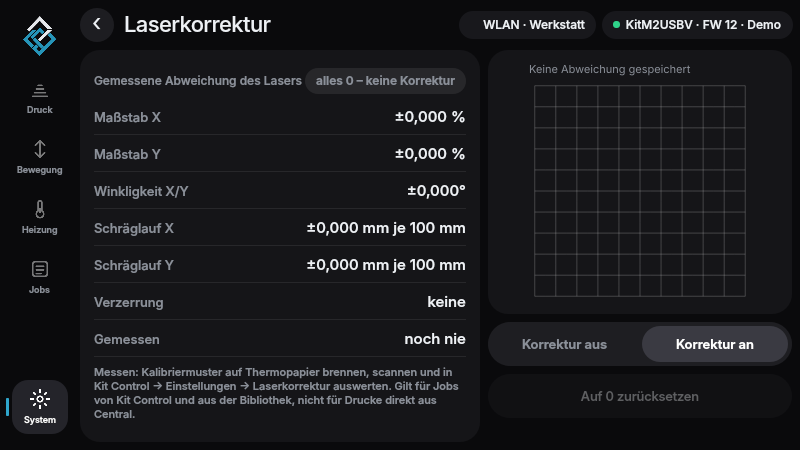 Laserkorrektur
WLAN · Werkstatt
KitM2USBV · FW 12 · Demo
Druck
Bewegung
Heizung
Jobs
System
Gemessene Abweichung des Lasers
alles 0 – keine Korrektur
Maßstab X ±0,000 %
Maßstab Y ±0,000 %
Winkligkeit X/Y ±0,000°
Schräglauf X ±0,000 mm je 100 mm
Schräglauf Y ±0,000 mm je 100 mm
Verzerrung keine
Gemessen noch nie
Messen: Kalibriermuster auf Thermopapier brennen, scannen und in
Kit Control → Einstellungen → Laserkorrektur auswerten. Gilt für Jobs
von Kit Control und aus der Bibliothek, nicht für Drucke direkt aus
Central.
Keine Abweichung gespeichert
Korrektur aus
Korrektur an
Auf 0 zurücksetzen